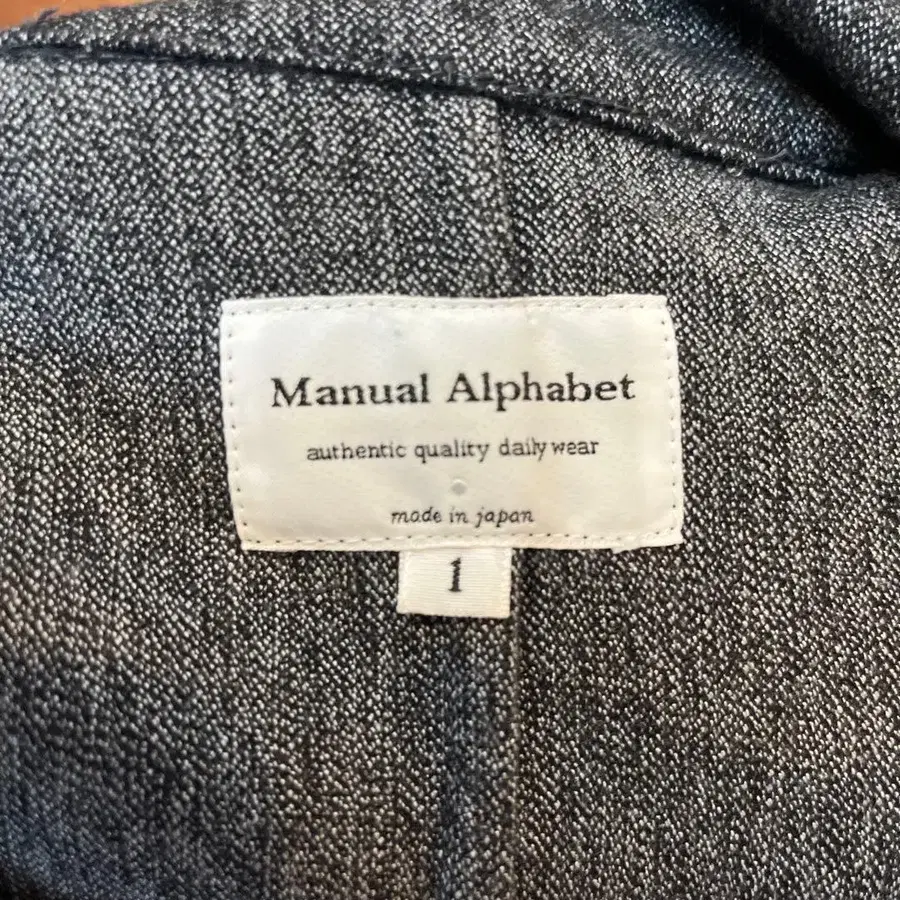 Manual Alphabet
authentic quality daily wear
made in japan
1